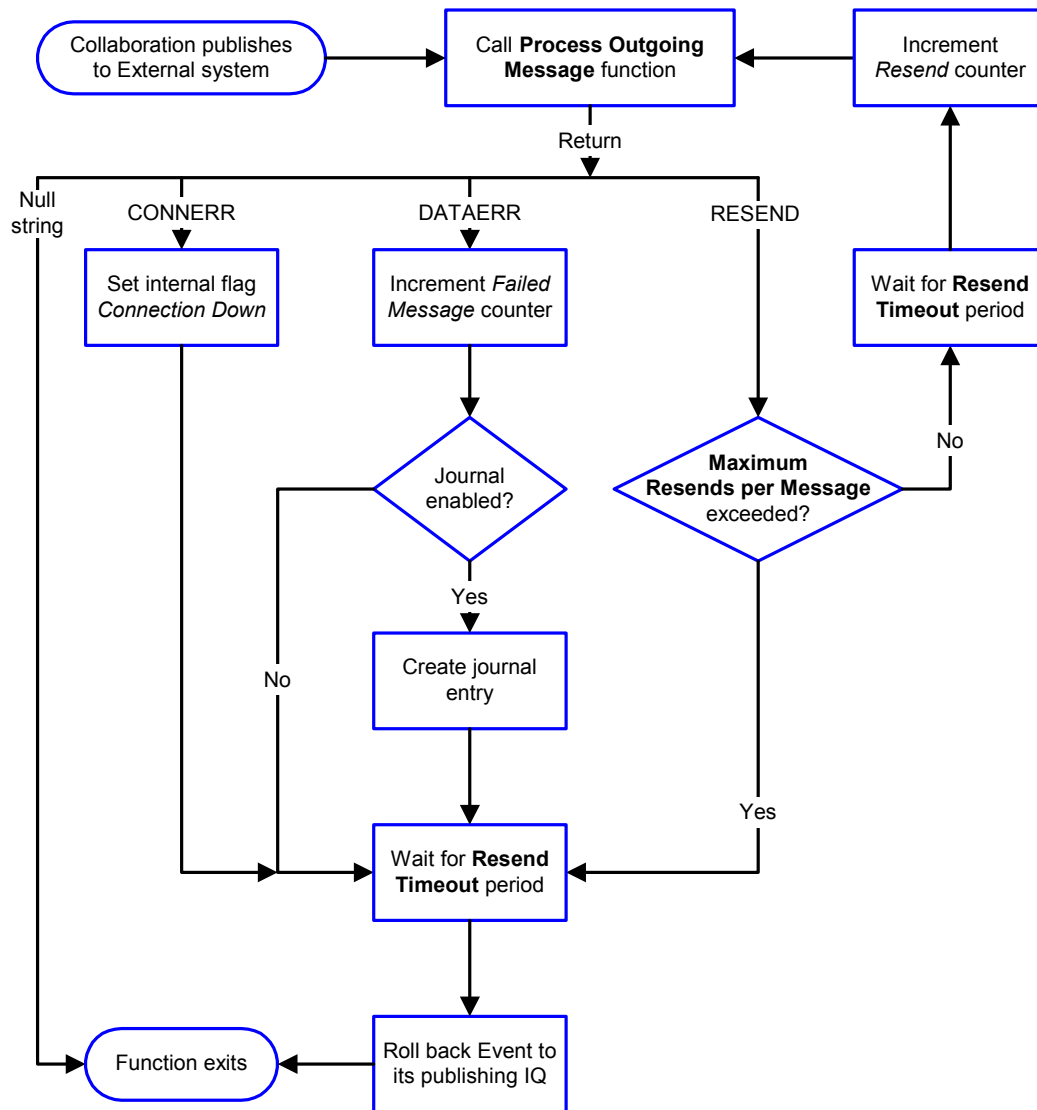 Collaboration publishes
to External system
Call Process Outgoing
Message function
Increment
Resend counter
Return
Null
string
CONNERR
DATAERR
RESEND
Set internal flag
Connection Down
Increment Failed
Message counter
Wait for Resend
Timeout period
Journal
enabled?
Maximum
Resends per Message
exceeded?
No
Yes
No
Create journal
entry
Yes
Wait for Resend
Timeout period
Function exits
Roll back Event to
its publishing IQ